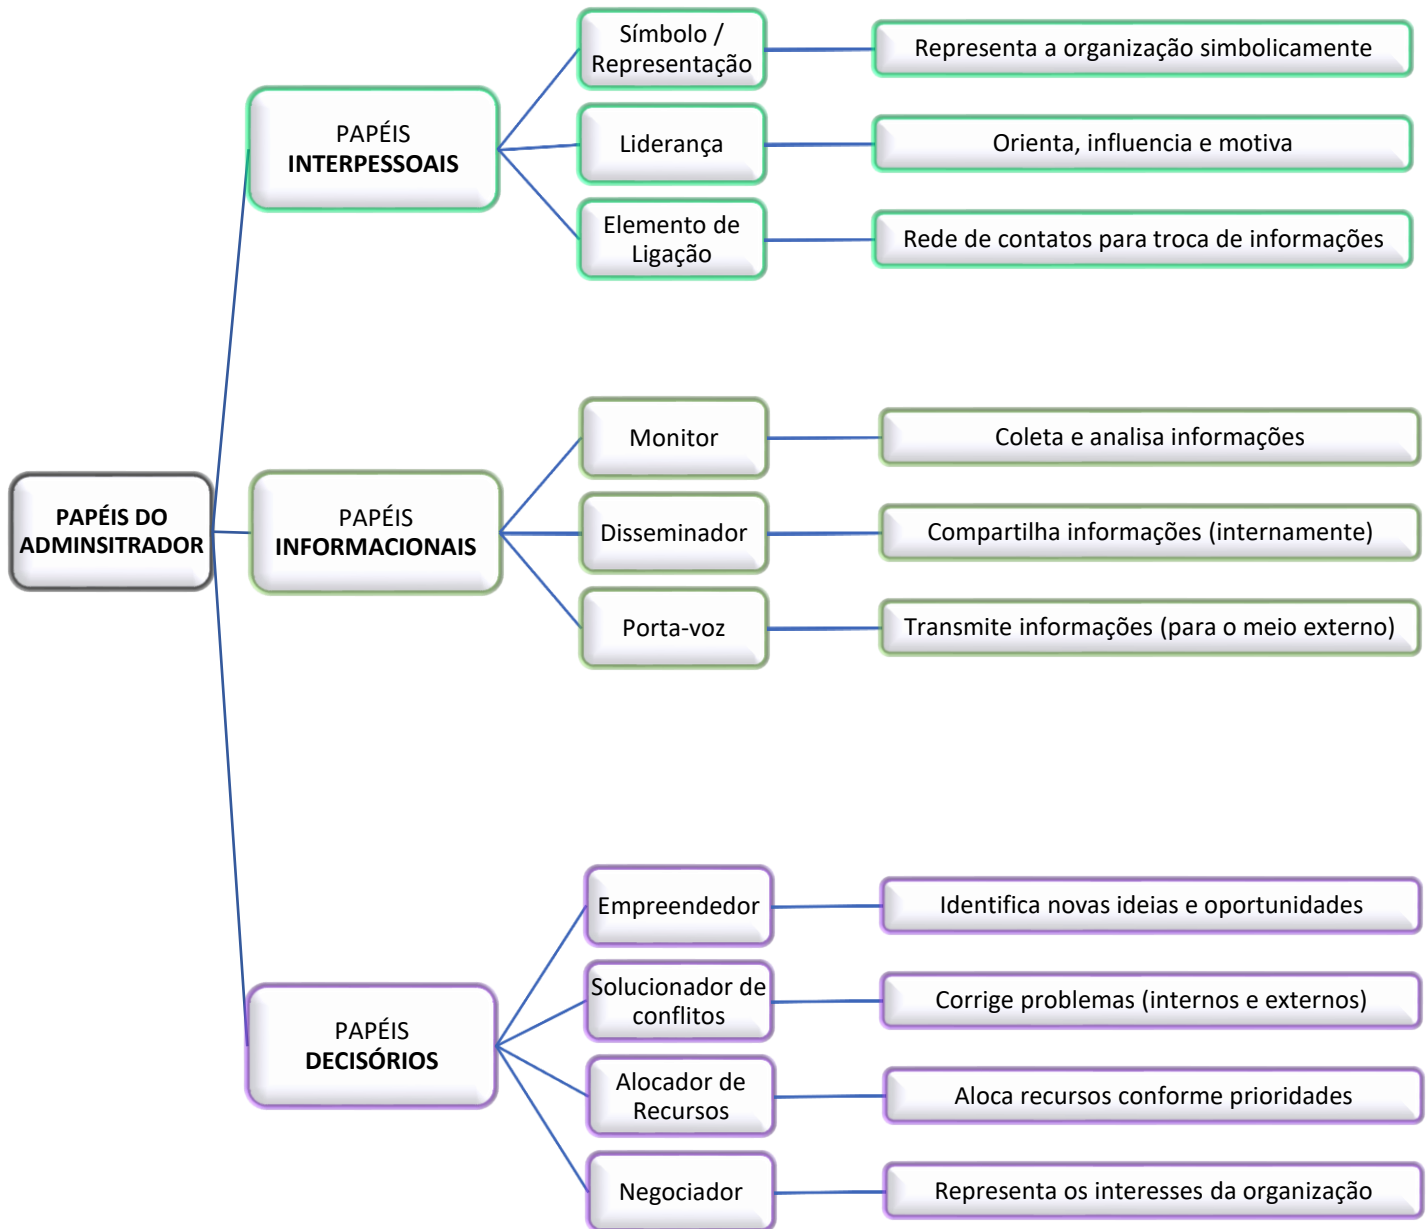 PAPÉIS DO
ADMINSITRADOR
PAPÉIS
INTERPESSOAIS
Símbolo /
Representação
Representa a organização simbolicamente
Liderança
Orienta, influencia e motiva
Elemento de
Ligação
Rede de contatos para troca de informações
PAPÉIS
INFORMACIONAIS
Monitor
Coleta e analisa informações
Disseminador
Compartilha informações (internamente)
Porta-voz
Transmite informações (para o meio externo)
PAPÉIS
DECISÓRIOS
Empreendedor
Identifica novas ideias e oportunidades
Solucionador de
conflitos
Corrige problemas (internos e externos)
Alocador de
Recursos
Aloca recursos conforme prioridades
Negociador
Representa os interesses da organização